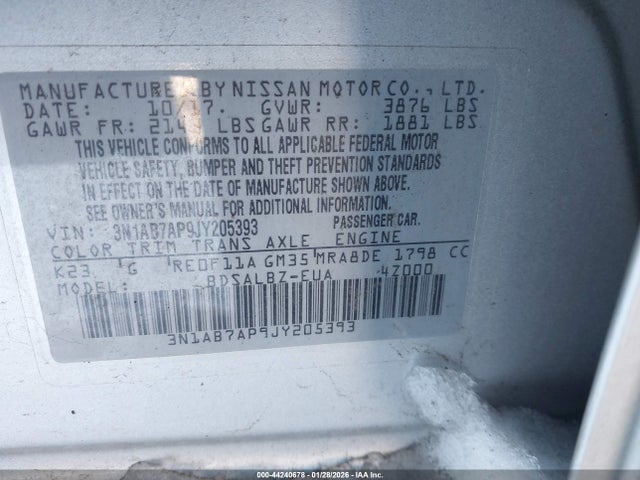 MANUFACTURED BY NISSAN MOTOR CO., LTD.
DATE: 10/17. GVWR: 3876 LBS
GAWR FR: LBS GAWR RR: 1881 LBS
THIS VEHICLE CONFORMS TO ALL APPLICABLE FEDERAL MOTOR
VEHICLE SAFETY, BUMPER AND THEFT PREVENTION STANDARDS
IN EFFECT ON THE DATE OF MANUFACTURE SHOWN ABOVE.
SEE OWNER'S MANUAL FOR ADDITIONAL INFORMATION.
VIN: 3N1AB7AP9JY205393 PASSENGER CAR.
COLOR TRIM TRANS AXLE ENGINE
K23 G RE0F11A GM35 MRA8DE 1798 CC
MODEL: BDSALBZ-EUA 4Z000
3N1AB7AP9JY205393
000-44240678 - 01/28/2026 - IAA Inc.